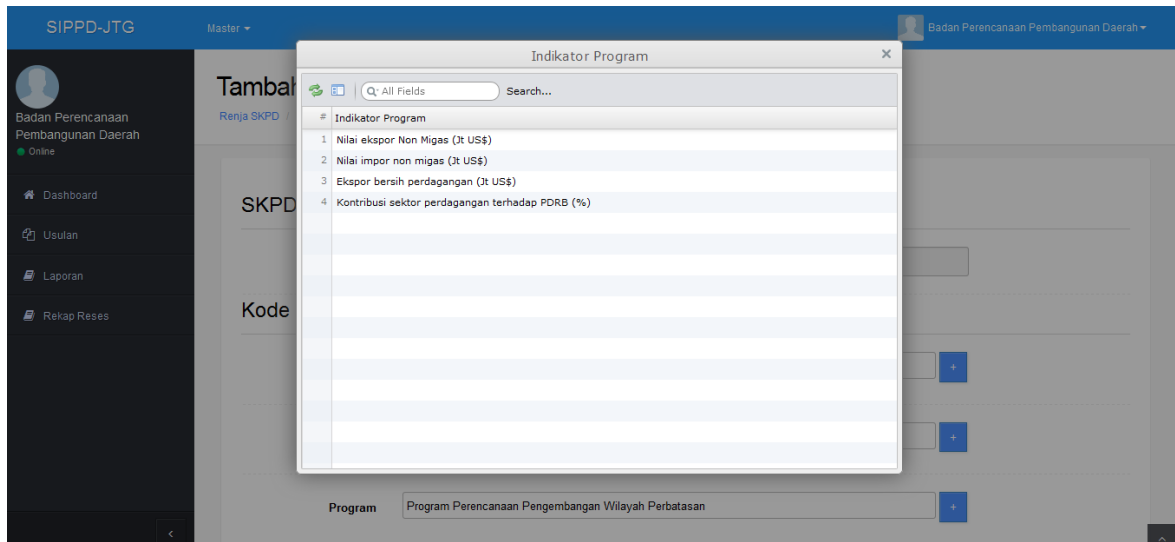 SIPPD-JTG
Master
Badan Perencanaan Pembangunan Daerah
Indikator Program
×
Badan Perencanaan
Pembangunan Daerah
Online
Tambah
Renja SKPD /
All Fields
Search...
# Indikator Program
1 Nilai ekspor Non Migas (Jt US$)
2 Nilai impor non migas (Jt US$)
3 Ekspor bersih perdagangan (Jt US$)
4 Kontribusi sektor perdagangan terhadap PDRB (%)
Dashboard
Usulan
Laporan
Rekap Reses
SKPD
Kode
+
+
Program
Program Perencanaan Pengembangan Wilayah Perbatasan
+